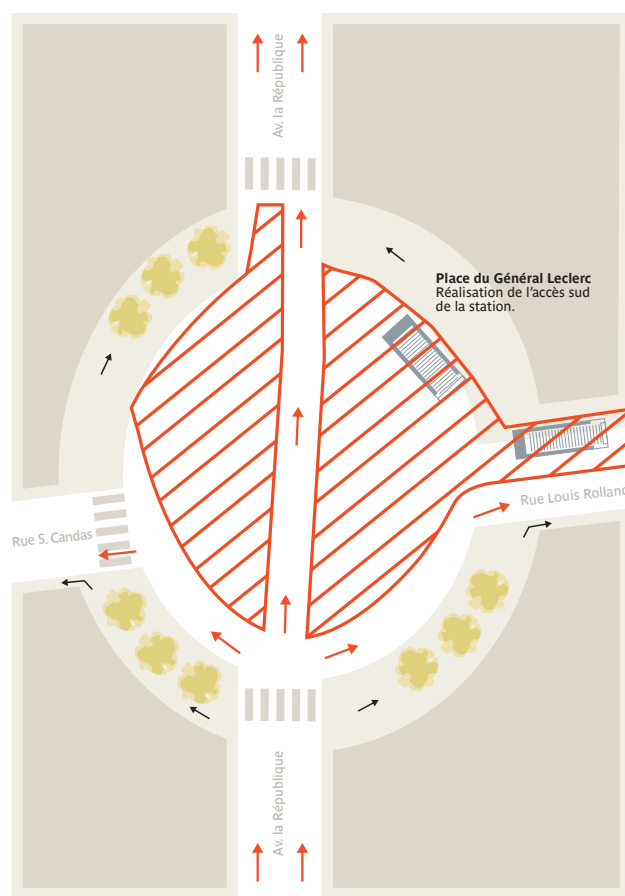 Av. la République
Place du Général Leclerc
Réalisation de l'accès sud
de la station.
Rue Louis Rolland
Rue S. Candas
Av. la République